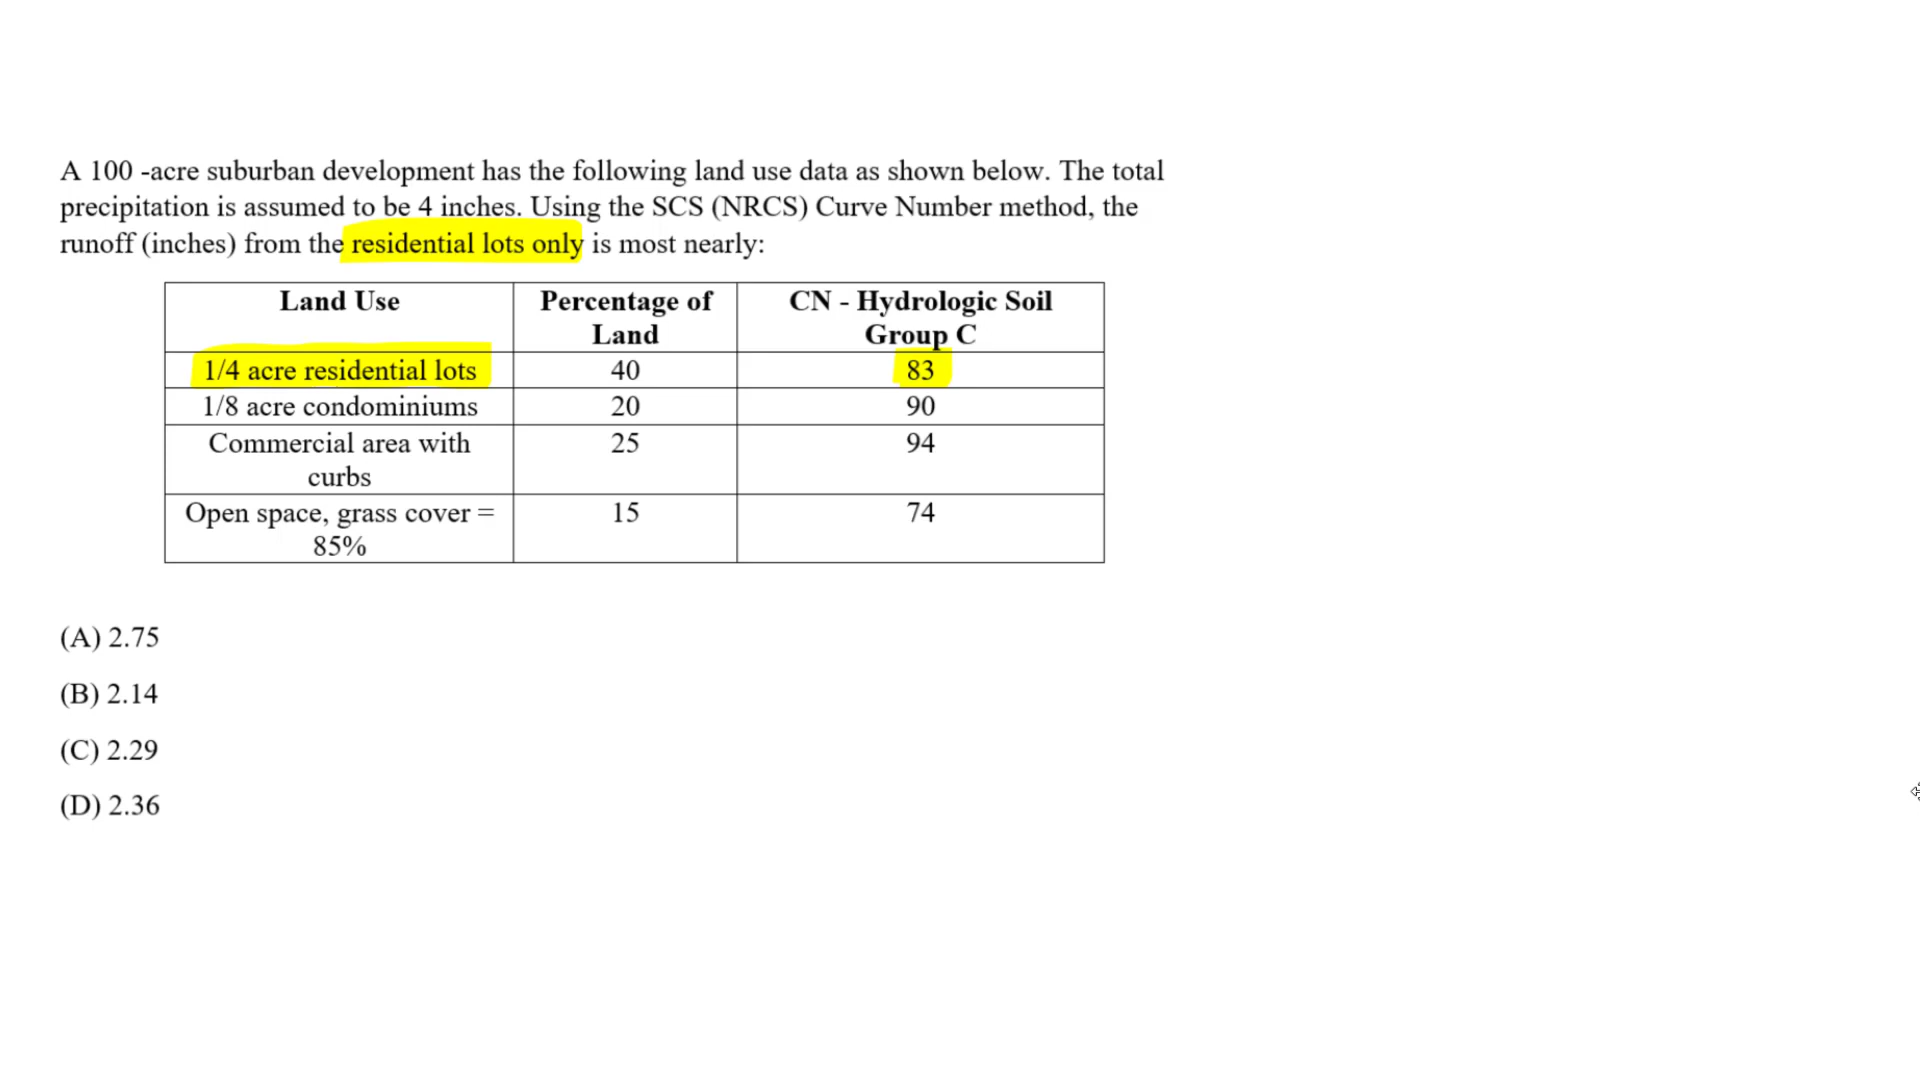 A 100 -acre suburban development has the following land use data as shown below. The total
precipitation is assumed to be 4 inches. Using the SCS (NRCS) Curve Number method, the
runoff (inches) from the residential lots only is most nearly:
Land Use Percentage of Land CN - Hydrologic Soil Group C
1/4 acre residential lots 40 83
1/8 acre condominiums 20 90
Commercial area with curbs 25 94
Open space, grass cover = 85% 15 74
(A) 2.75
(B) 2.14
(C) 2.29
(D) 2.36